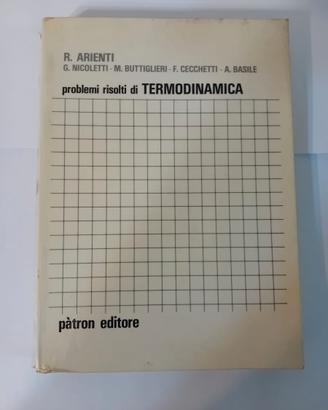 R. ARIENTI
G. NICOLETTI - M. BUTTIGLIERI - F. CECCHETTI - A. BASILE
problemi risolti di TERMODINAMICA
pàtron editore